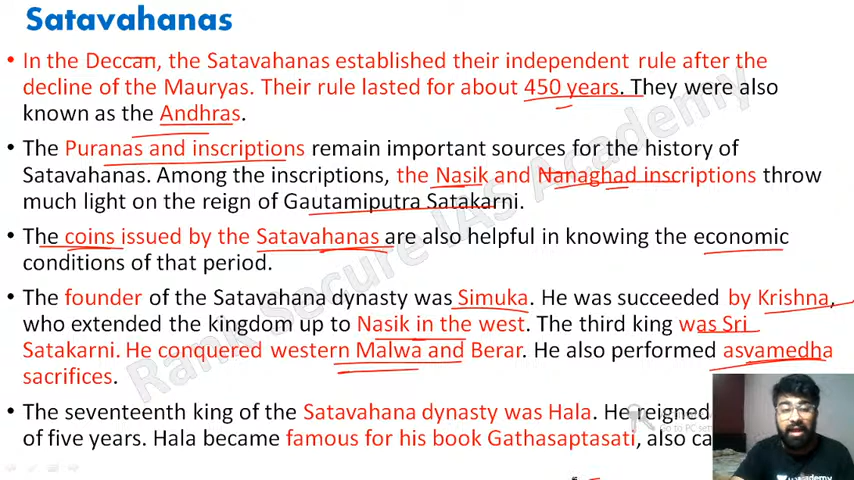 Satavahanas
• In the Deccan, the Satavahanas established their independent rule after the
decline of the Mauryas. Their rule lasted for about 450 years. They were also
known as the Andhras.
• The Puranas and inscriptions remain important sources for the history of
Satavahanas. Among the inscriptions, the Nasik and Nanaghad inscriptions throw
much light on the reign of Gautamiputra Satakarni.
• The coins issued by the Satavahanas are also helpful in knowing the economic
conditions of that period.
• The founder of the Satavahana dynasty was Simuka. He was succeeded by Krishna,
who extended the kingdom up to Nasik in the west. The third king was Sri
Satakarni. He conquered western Malwa and Berar. He also performed asvamedha
sacrifices.
• The seventeenth king of the Satavahana dynasty was Hala. He reigned
of five years. Hala became famous for his book Gathasaptasati, also
Rank Secure IAS Academy
Go to PC